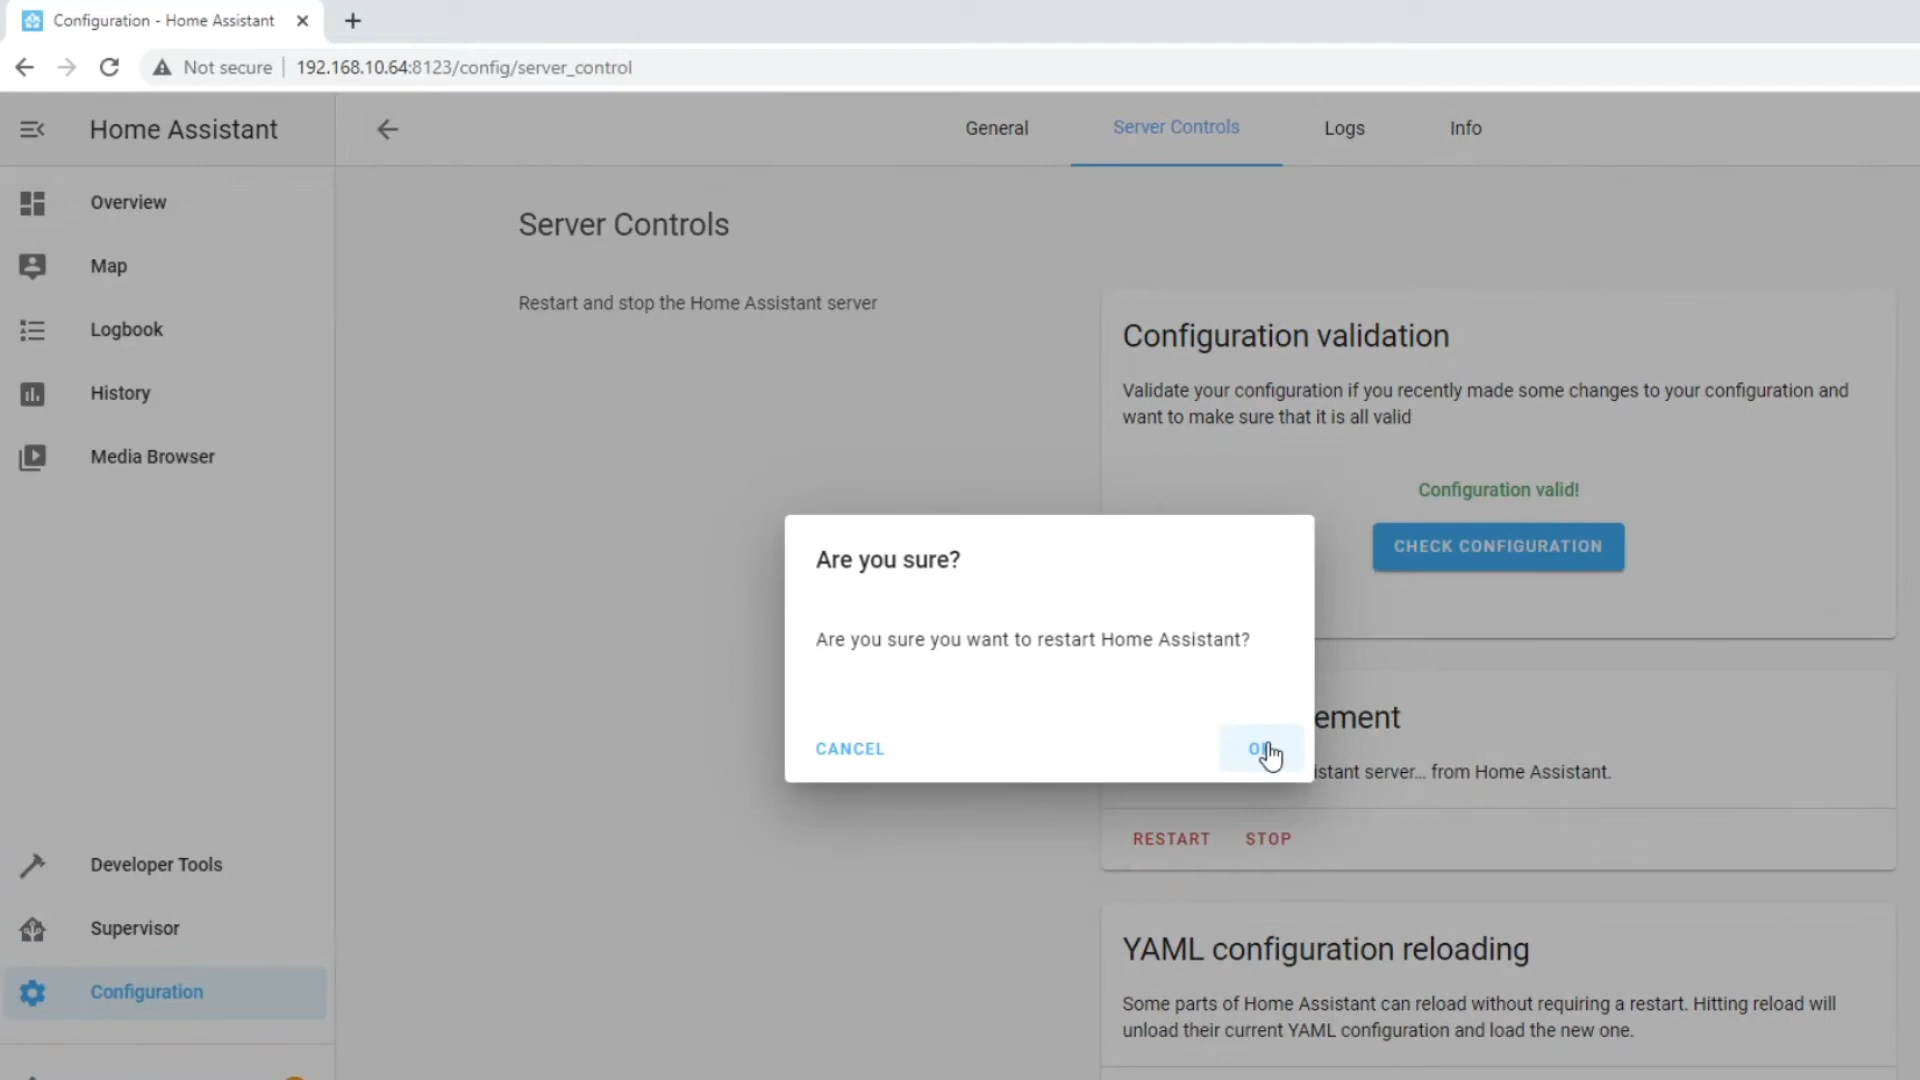 Configuration - Home Assistant
Not secure
192.168.10.64:8123/config/server_control
Home Assistant
General
Server Controls
Logs
Info
Overview
Map
Logbook
History
Media Browser
Developer Tools
Supervisor
Configuration
Server Controls
Restart and stop the Home Assistant server
Configuration validation
Validate your configuration if you recently made some changes to your configuration and
want to make sure that it is all valid
Configuration valid!
CHECK CONFIGURATION
Are you sure?
Are you sure you want to restart Home Assistant?
CANCEL
ement
istant server... from Home Assistant.
RESTART
STOP
YAML configuration reloading
Some parts of Home Assistant can reload without requiring a restart. Hitting reload will
unload their current YAML configuration and load the new one.